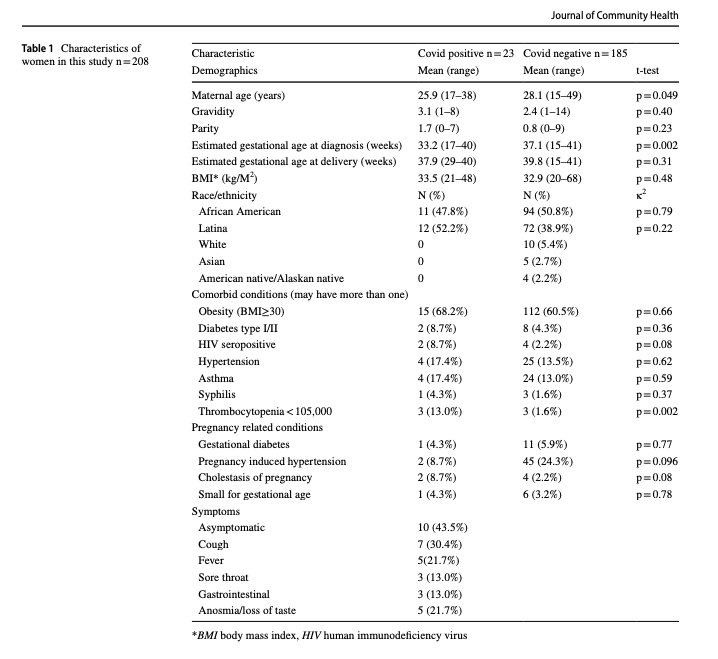 Journal of Community Health
Table 1 Characteristics of women in this study n=208
Characteristic Covid positive n=23 Covid negative n=185
Demographics Mean (range) Mean (range) t-test
Maternal age (years) 25.9 (17–38) 28.1 (15–49) p=0.049
Gravidity 3.1 (1–8) 2.4 (1–14) p=0.40
Parity 1.7 (0–7) 0.8 (0–9) p=0.23
Estimated gestational age at diagnosis (weeks) 33.2 (17–40) 37.1 (15–41) p=0.002
Estimated gestational age at delivery (weeks) 37.9 (29–40) 39.8 (15–41) p=0.31
BMI* (kg/M²) 33.5 (21–48) 32.9 (20–68) p=0.48
Race/ethnicity N (%) N (%) κ²
African American 11 (47.8%) 94 (50.8%) p=0.79
Latina 12 (52.2%) 72 (38.9%) p=0.22
White 0 10 (5.4%)
Asian 0 5 (2.7%)
American native/Alaskan native 0 4 (2.2%)
Comorbid conditions (may have more than one)
Obesity (BMI≥30) 15 (68.2%) 112 (60.5%) p=0.66
Diabetes type I/II 2 (8.7%) 8 (4.3%) p=0.36
HIV seropositive 2 (8.7%) 4 (2.2%) p=0.08
Hypertension 4 (17.4%) 25 (13.5%) p=0.62
Asthma 4 (17.4%) 24 (13.0%) p=0.59
Syphilis 1 (4.3%) 3 (1.6%) p=0.37
Thrombocytopenia <105,000 3 (13.0%) 3 (1.6%) p=0.002
Pregnancy related conditions
Gestational diabetes 1 (4.3%) 11 (5.9%) p=0.77
Pregnancy induced hypertension 2 (8.7%) 45 (24.3%) p=0.096
Cholestasis of pregnancy 2 (8.7%) 4 (2.2%) p=0.08
Small for gestational age 1 (4.3%) 6 (3.2%) p=0.78
Symptoms
Asymptomatic 10 (43.5%)
Cough 7 (30.4%)
Fever 5(21.7%)
Sore throat 3 (13.0%)
Gastrointestinal 3 (13.0%)
Anosmia/loss of taste 5 (21.7%)
*BMI body mass index, HIV human immunodeficiency virus